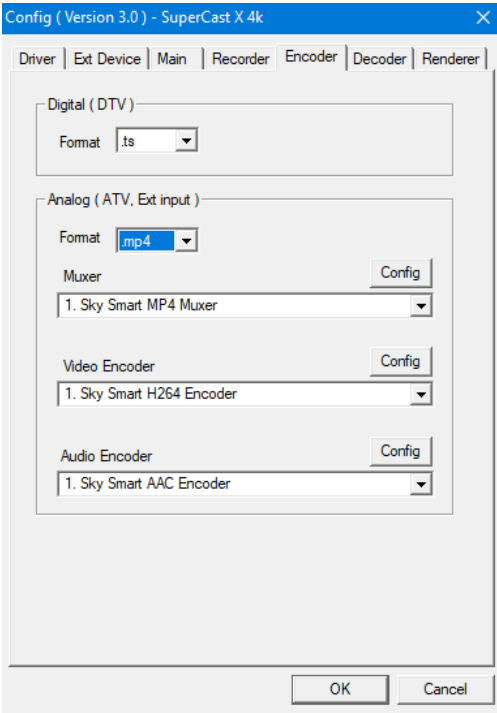 Config ( Version 3.0 ) - SuperCast X 4k
Driver Ext Device Main Recorder Encoder Decoder Renderer
Digital ( DTV )
Format .ts
Analog ( ATV, Ext input )
Format .mp4
Muxer Config
1. Sky Smart MP4 Muxer
Video Encoder Config
1. Sky Smart H264 Encoder
Audio Encoder Config
1. Sky Smart AAC Encoder
OK Cancel